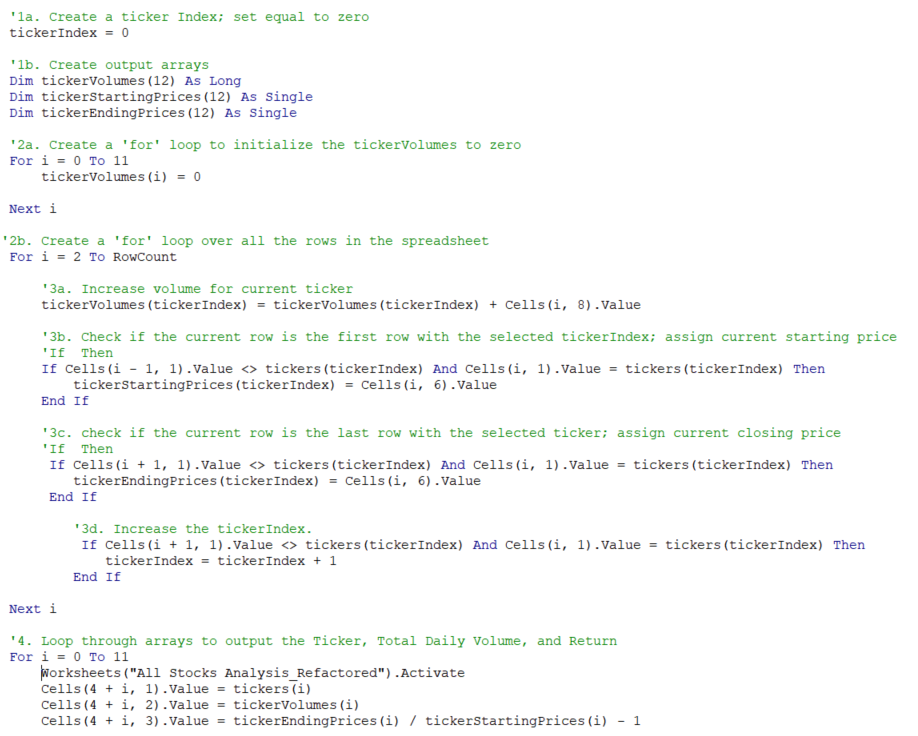 '1a. Create a ticker Index; set equal to zero
tickerIndex = 0
'1b. Create output arrays
Dim tickerVolumes(12) As Long
Dim tickerStartingPrices(12) As Single
Dim tickerEndingPrices(12) As Single
'2a. Create a 'for' loop to initialize the tickerVolumes to zero
For i = 0 To 11
tickerVolumes(i) = 0
Next i
'2b. Create a 'for' loop over all the rows in the spreadsheet
For i = 2 To RowCount
'3a. Increase volume for current ticker
tickerVolumes(tickerIndex) = tickerVolumes(tickerIndex) + Cells(i, 8).Value
'3b. Check if the current row is the first row with the selected tickerIndex; assign current starting price
'If  Then
If Cells(i - 1, 1).Value <> tickers(tickerIndex) And Cells(i, 1).Value = tickers(tickerIndex) Then
tickerStartingPrices(tickerIndex) = Cells(i, 6).Value
End If
'3c. check if the current row is the last row with the selected ticker; assign current closing price
'If  Then
If Cells(i + 1, 1).Value <> tickers(tickerIndex) And Cells(i, 1).Value = tickers(tickerIndex) Then
tickerEndingPrices(tickerIndex) = Cells(i, 6).Value
End If
'3d. Increase the tickerIndex.
If Cells(i + 1, 1).Value <> tickers(tickerIndex) And Cells(i, 1).Value = tickers(tickerIndex) Then
tickerIndex = tickerIndex + 1
End If
Next i
'4. Loop through arrays to output the Ticker, Total Daily Volume, and Return
For i = 0 To 11
Worksheets("All Stocks Analysis_Refactored").Activate
Cells(4 + i, 1).Value = tickers(i)
Cells(4 + i, 2).Value = tickerVolumes(i)
Cells(4 + i, 3).Value = tickerEndingPrices(i) / tickerStartingPrices(i) - 1